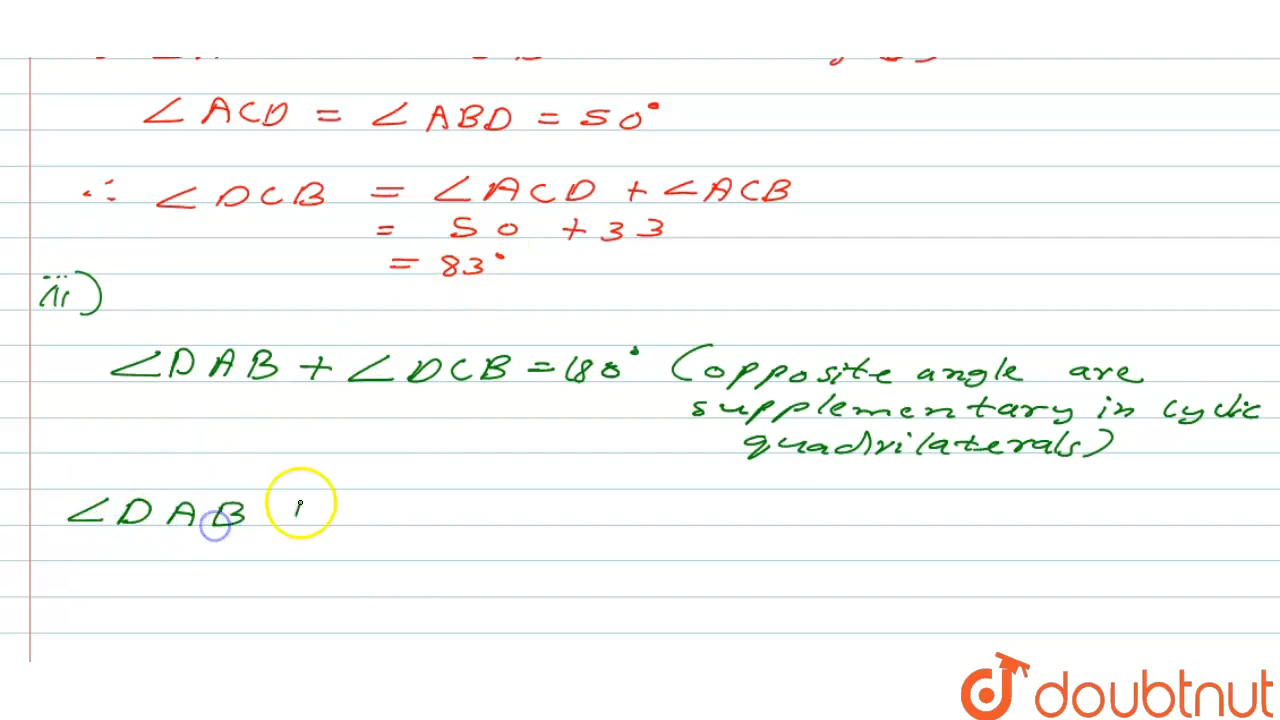 ∠ACD = ∠ABD = 50°
∴ ∠DCB = ∠ACD + ∠ACB
= 50 + 33
= 83°
iii)
∠DAB + ∠DCB = 180° (opposite angle are
supplementary in cyclic
quadrilaterals)
∠DAB
doubtnut